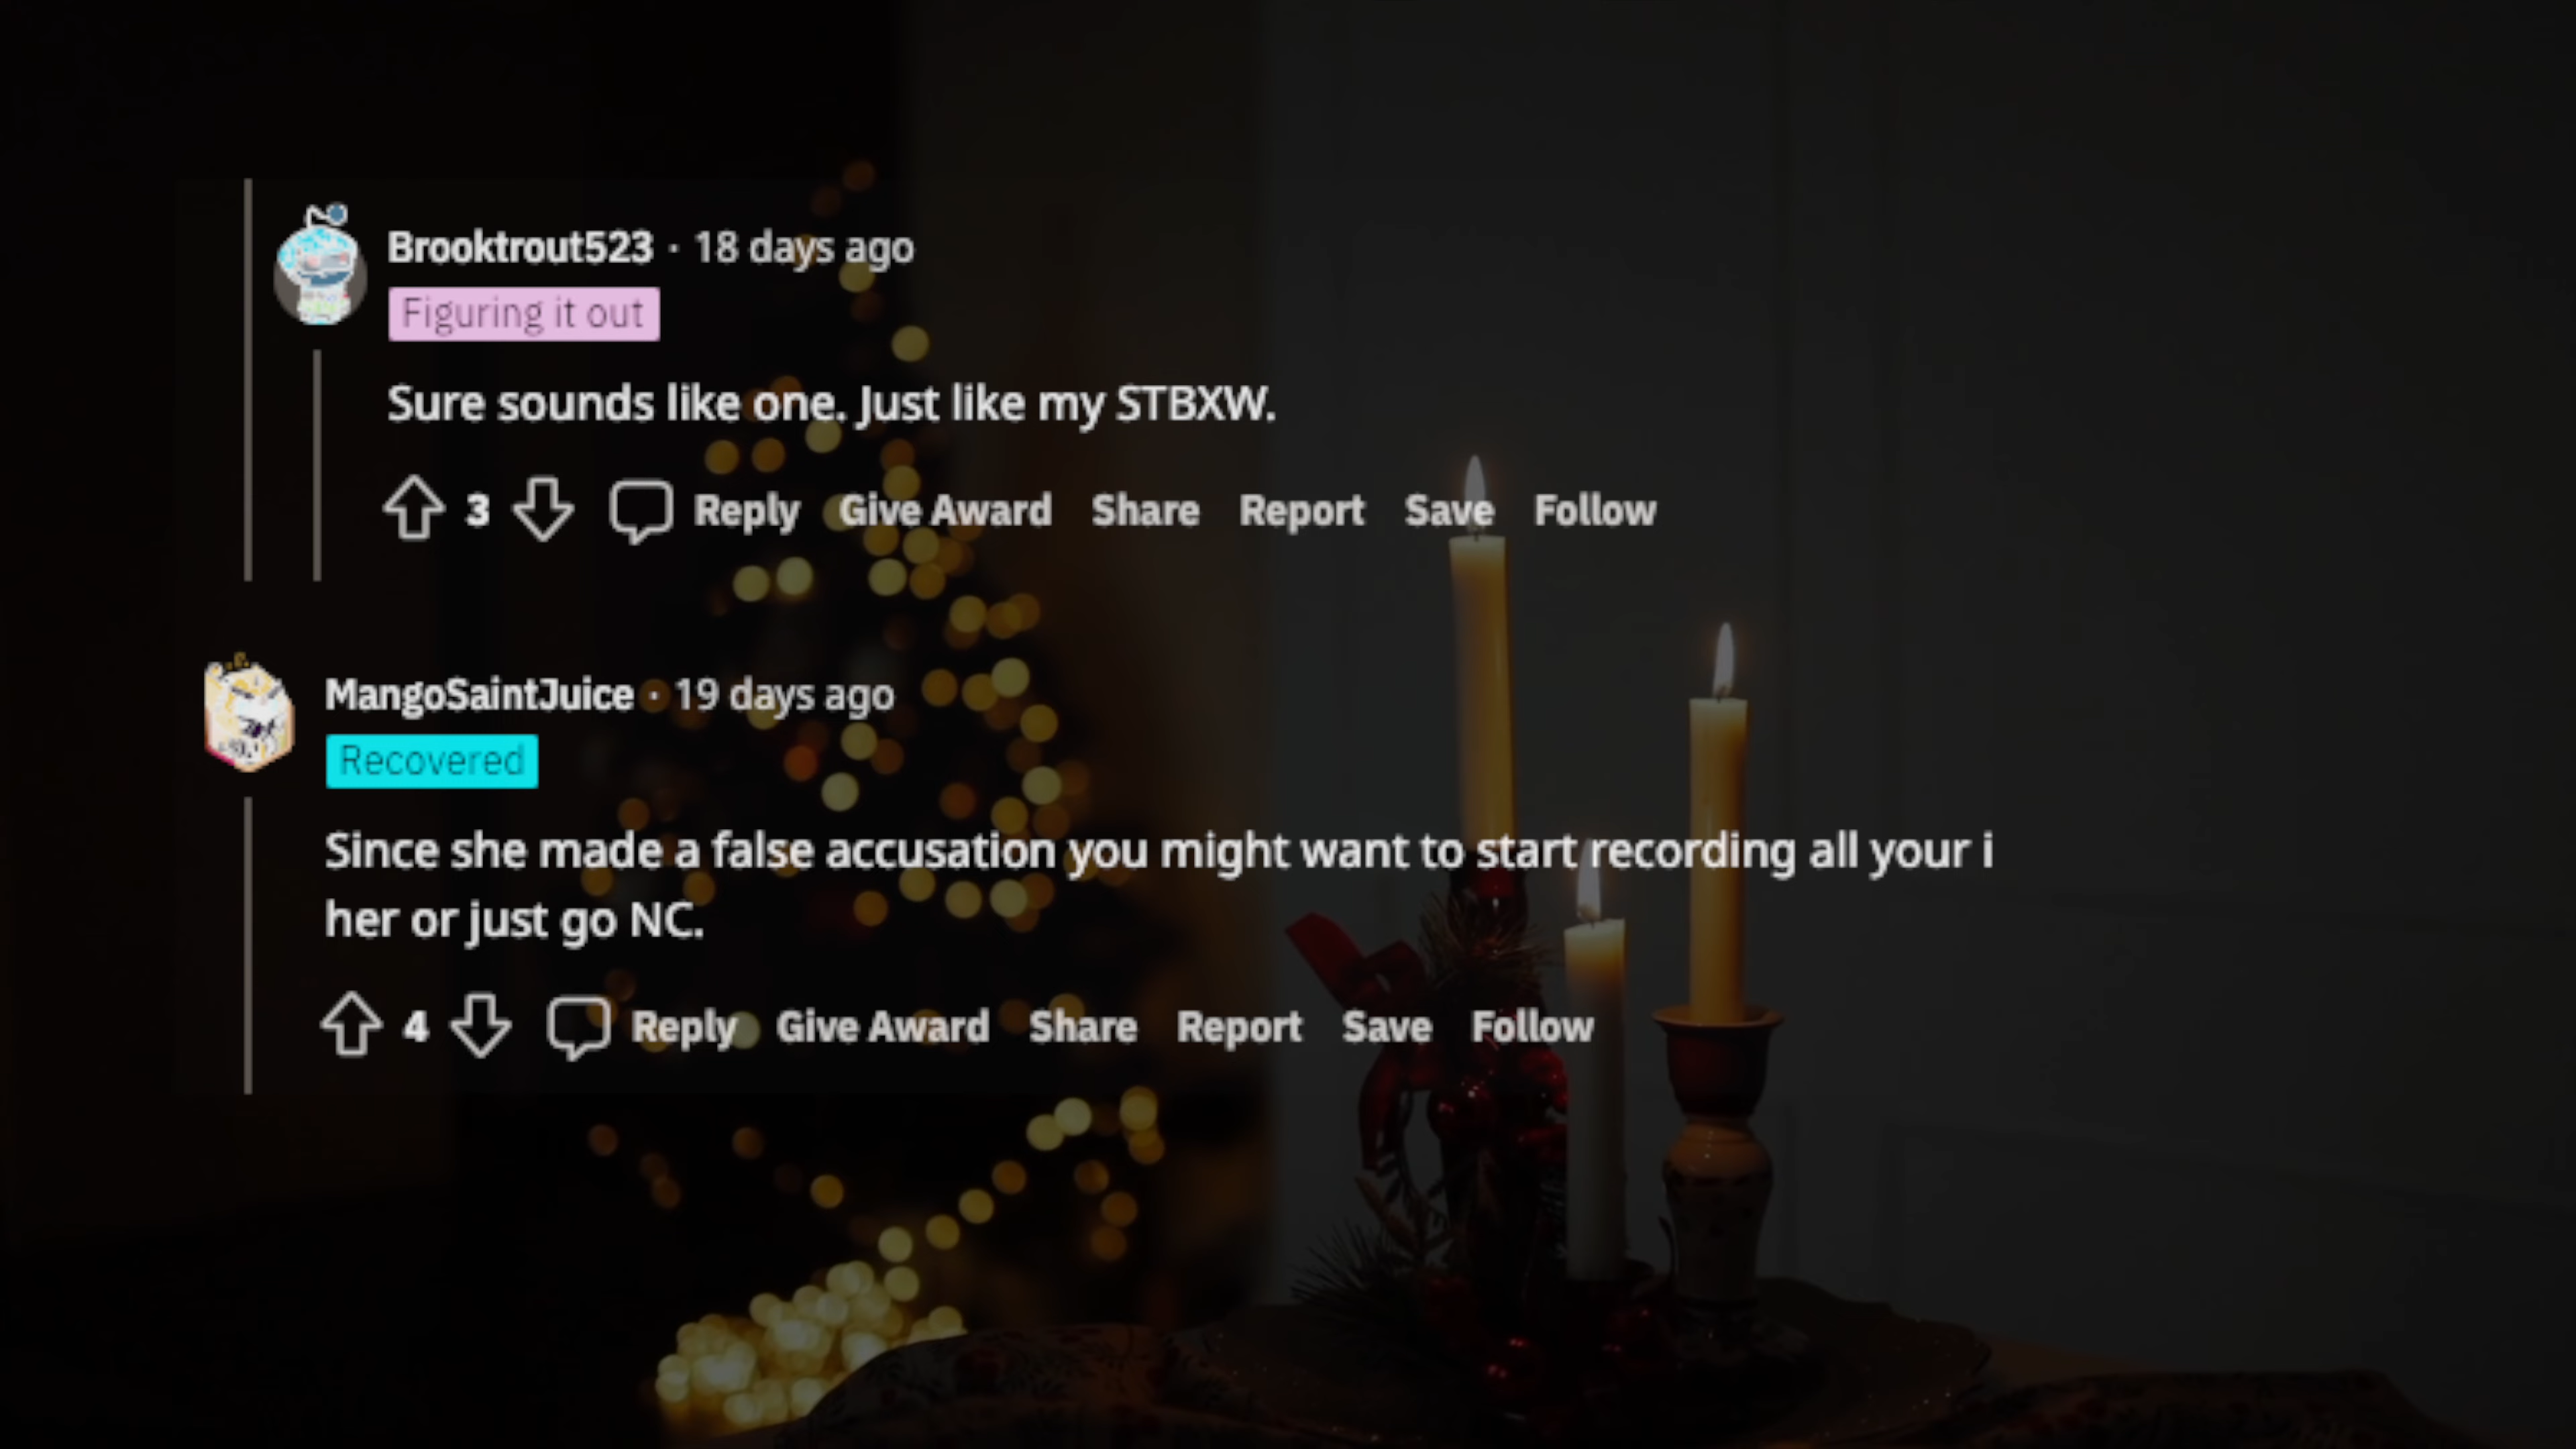 Brooktrout523 · 18 days ago
Figuring it out
Sure sounds like one. Just like my STBXW.
3 Reply Give Award Share Report Save Follow
MangoSaintJuice · 19 days ago
Recovered
Since she made a false accusation you might want to start recording all your i
her or just go NC.
4 Reply Give Award Share Report Save Follow